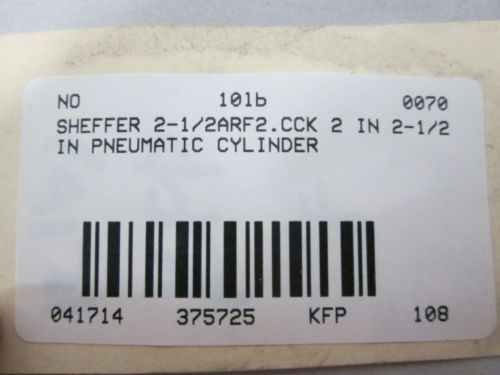 NO 10lb 0070
SHEFFER 2-1/2ARF2.CCK 2 IN 2-1/2
IN PNEUMATIC CYLINDER
041714 375725 KFP 108